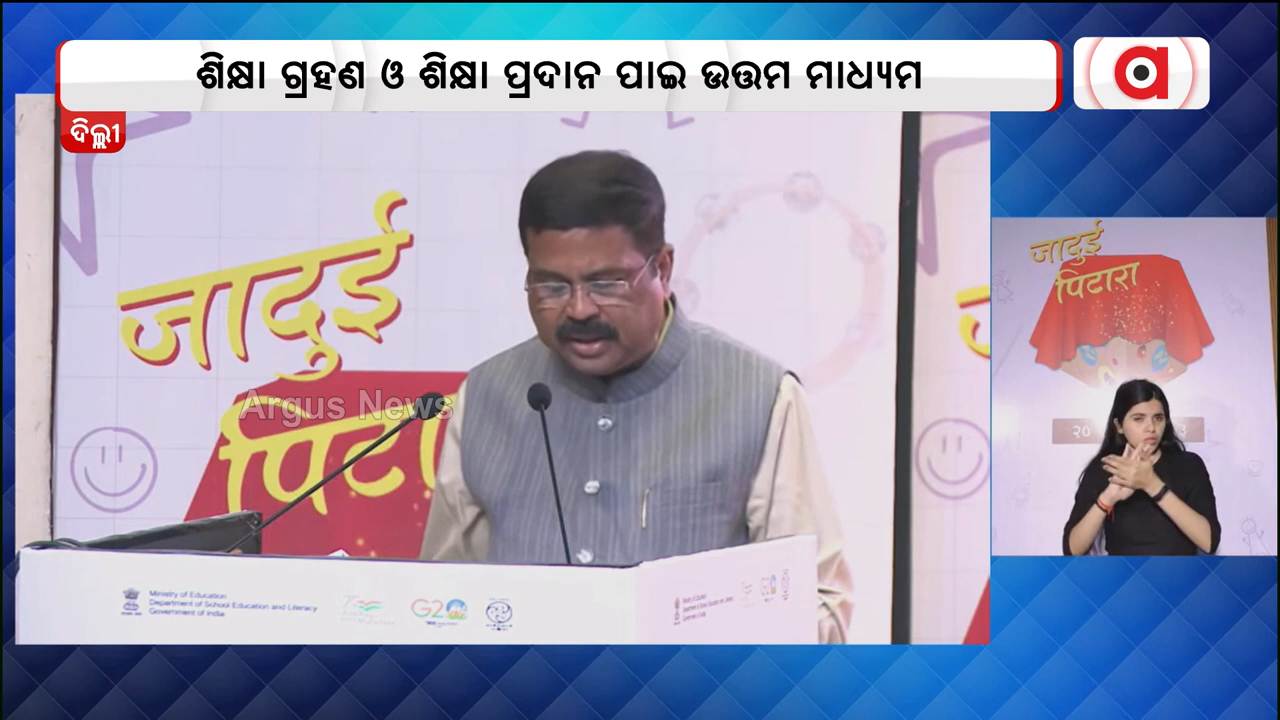 ଶିକ୍ଷା ଗ୍ରହଣ ଓ ଶିକ୍ଷା ପ୍ରଦାନ ପାଇ ଉତ୍ତମ ମାଧ୍ୟମ
a
ଦିଲ୍ଲୀ
जादुई
पिटारा
Argus News
Ministry of Education
Department of School Education and Literacy
Government of India
G20
जादुई
पिटारा
२०